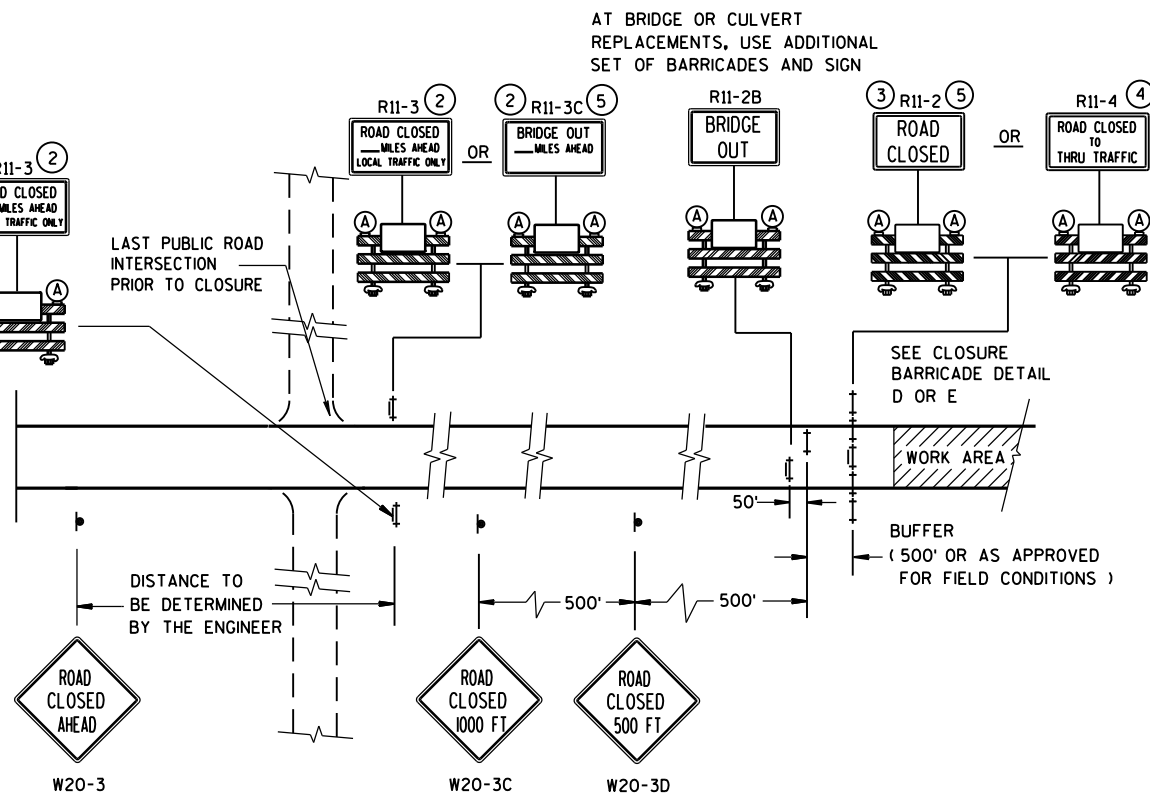 AT BRIDGE OR CULVERT
REPLACEMENTS, USE ADDITIONAL
SET OF BARRICADES AND SIGN
R11-3 2
ROAD CLOSED
MILES AHEAD
LOCAL TRAFFIC ONLY
OR
2 R11-3C 5
BRIDGE OUT
MILES AHEAD
R11-2B
BRIDGE
OUT
3 R11-2 5
ROAD
CLOSED
OR
R11-4 4
ROAD CLOSED
TO
THRU TRAFFIC
2
CLOSED
MILES AHEAD
TRAFFIC ONLY
A
A A
A A
A A
A A
A A
LAST PUBLIC ROAD
INTERSECTION
PRIOR TO CLOSURE
SEE CLOSURE
BARRICADE DETAIL
D OR E
WORK AREA
50'
BUFFER
( 500' OR AS APPROVED
FOR FIELD CONDITIONS )
DISTANCE TO
BE DETERMINED
BY THE ENGINEER
500'
500'
ROAD
CLOSED
AHEAD
W20-3
ROAD
CLOSED
1000 FT
W20-3C
ROAD
CLOSED
500 FT
W20-3D